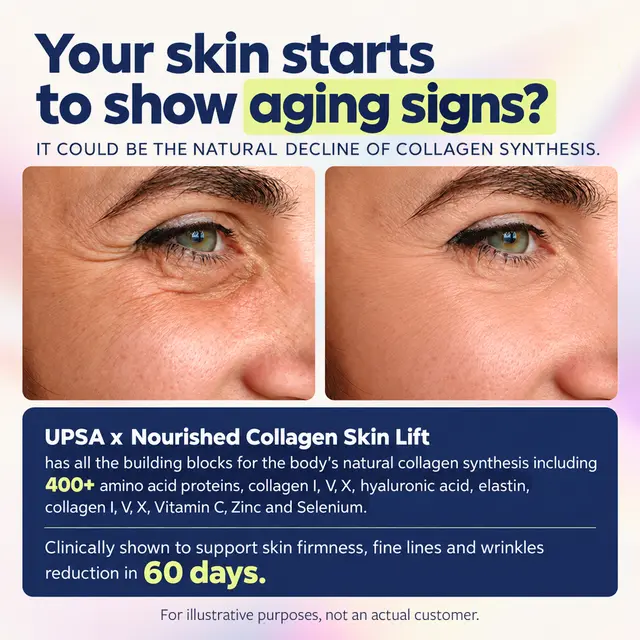 Your skin starts
to show aging signs?
IT COULD BE THE NATURAL DECLINE OF COLLAGEN SYNTHESIS.
UPSA x Nourished Collagen Skin Lift
has all the building blocks for the body's natural collagen synthesis including
400+ amino acid proteins, collagen I, V, X, hyaluronic acid, elastin,
collagen I, V, X, Vitamin C, Zinc and Selenium.
Clinically shown to support skin firmness, fine lines and wrinkles
reduction in 60 days.
For illustrative purposes, not an actual customer.